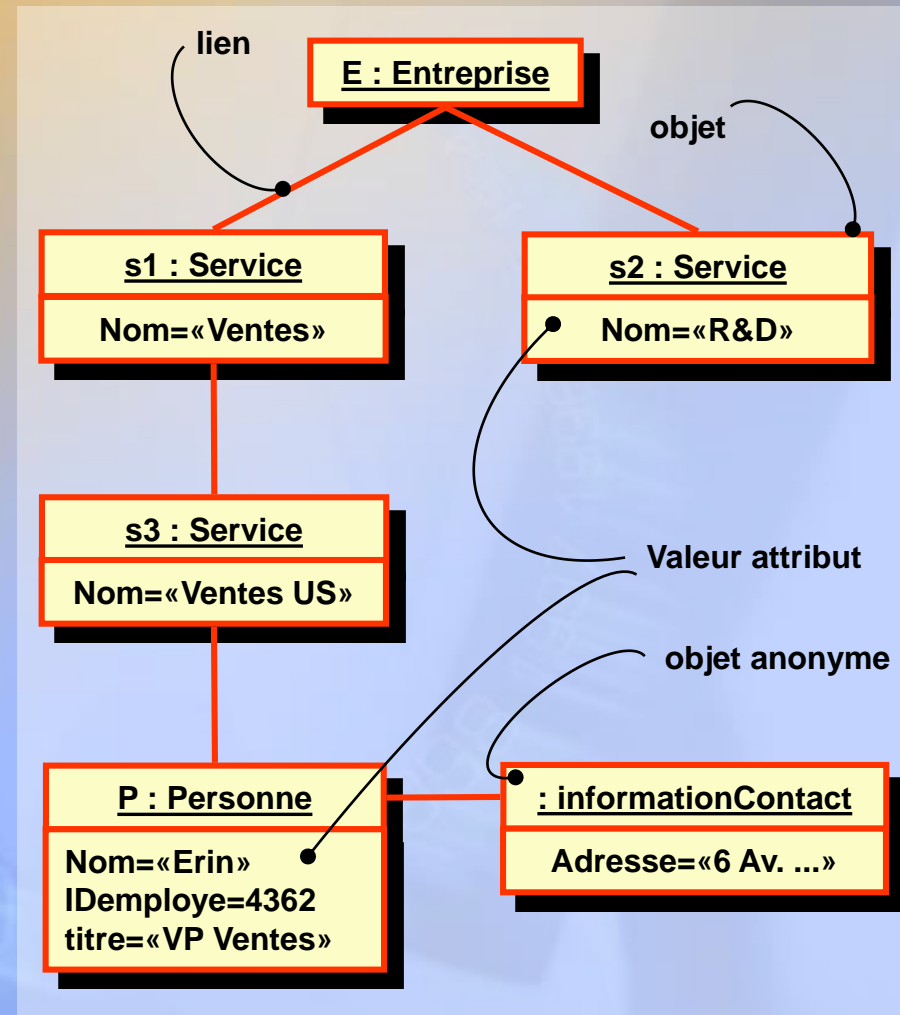 lien
E : Entreprise
objet
s1 : Service
Nom=«Ventes»
s2 : Service
Nom=«R&D»
s3 : Service
Nom=«Ventes US»
Valeur attribut
objet anonyme
P : Personne
Nom=«Erin»
IDemploye=4362
titre=«VP Ventes»
: informationContact
Adresse=«6 Av. ...»